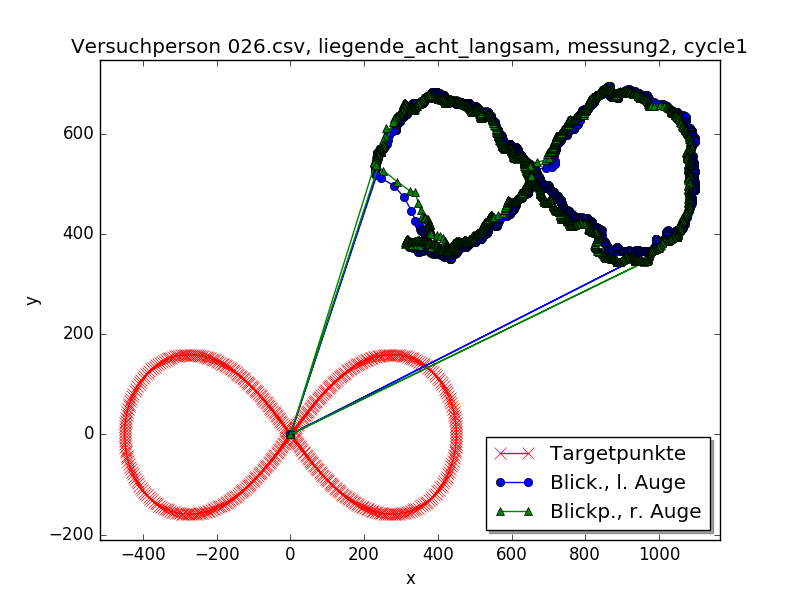 Versuchperson 026.csv, liegende_acht_langsam, messung2, cycle1
y
600
400
200
0
−200
−400
−200
0
200
400
600
800
1000
x
Targetpunkte
Blick., l. Auge
Blickp., r. Auge